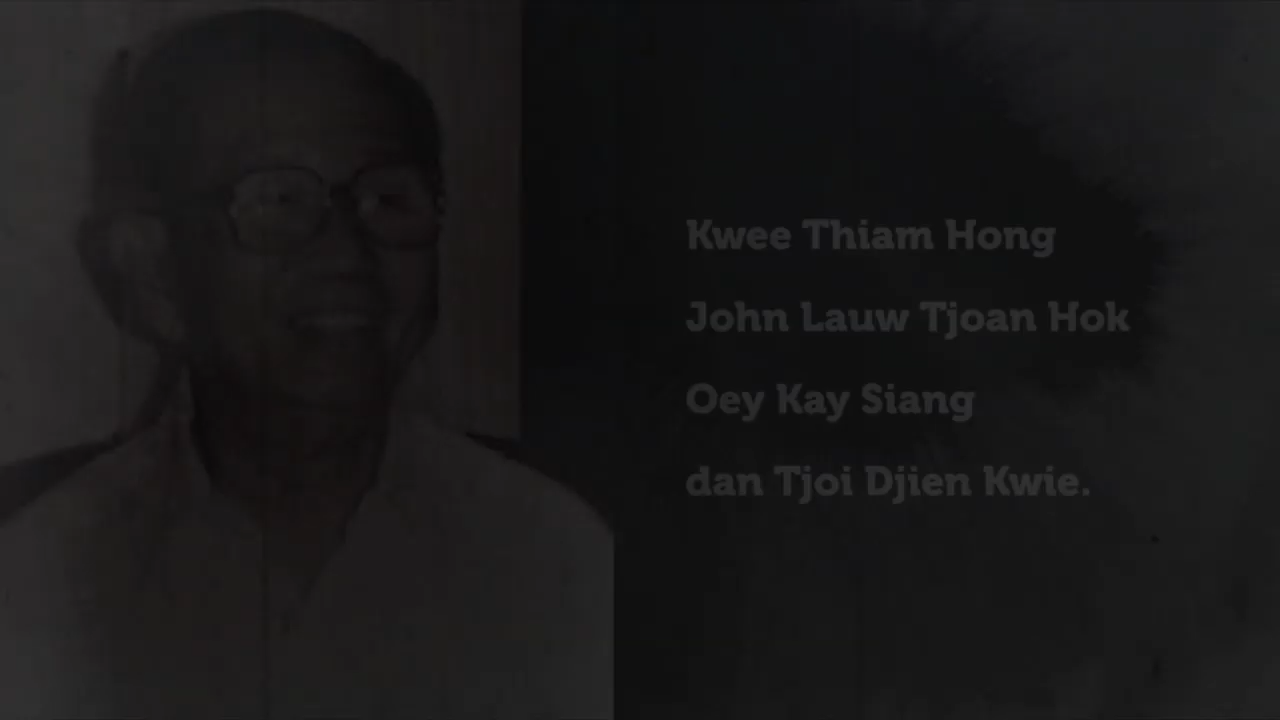 Kwee Thiam Hong
John Lauw Tjoan Hok
Oey Kay Siang
dan Tjoi Djien Kwie.